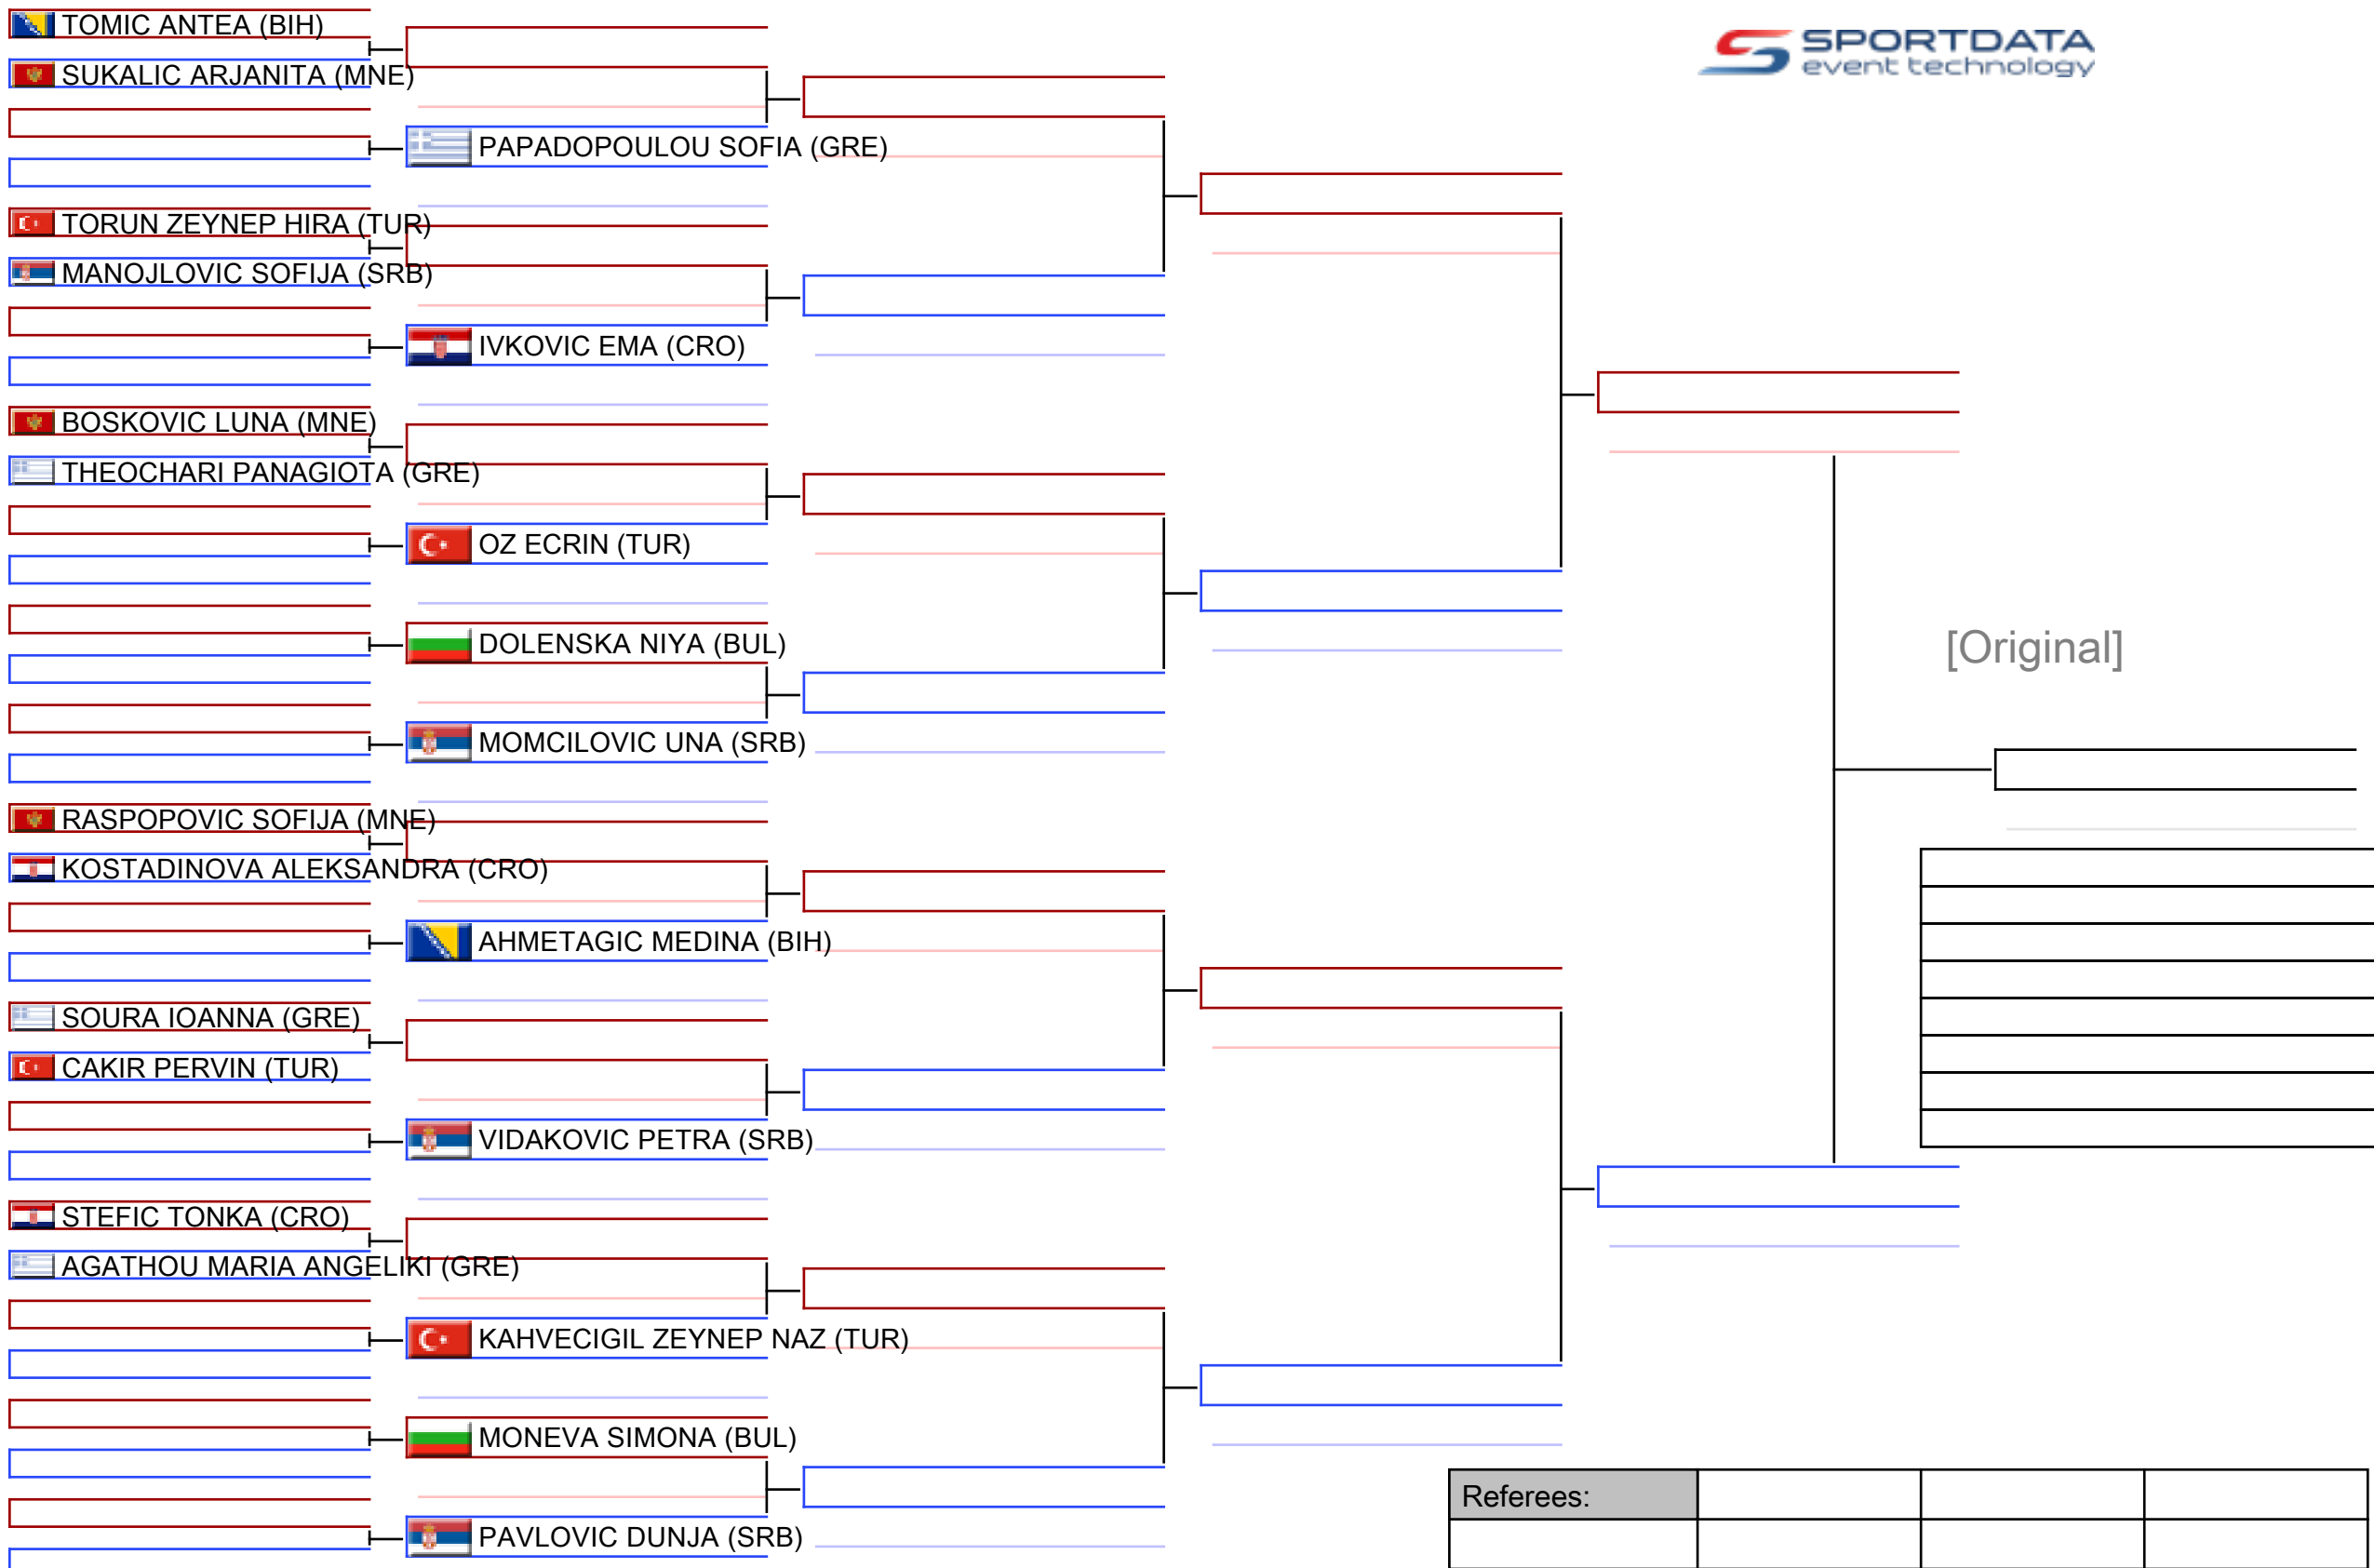 TOMIC ANTEA (BIH)
SPORTDATA
event technology
SUKALIC ARJANITA (MNE)
PAPADOPOULOU SOFIA (GRE)
TORUN ZEYNEP HIRA (TUR)
MANOJLOVIC SOFIJA (SRB)
IVKOVIC EMA (CRO)
BOSKOVIC LUNA (MNE)
THEOCHARI PANAGIOTA (GRE)
OZ ECRIN (TUR)
DOLENSKA NIYA (BUL)
[Original]
MOMCILOVIC UNA (SRB)
RASPOPOVIC SOFIJA (MNE)
KOSTADINOVA ALEKSANDRA (CRO)
AHMETAGIC MEDINA (BIH)
SOURA IOANNA (GRE)
CAKIR PERVIN (TUR)
VIDAKOVIC PETRA (SRB)
STEFIC TONKA (CRO)
AGATHOU MARIA ANGELIKI (GRE)
KAHVECIGIL ZEYNEP NAZ (TUR)
MONEVA SIMONA (BUL)
Referees:
PAVLOVIC DUNJA (SRB)